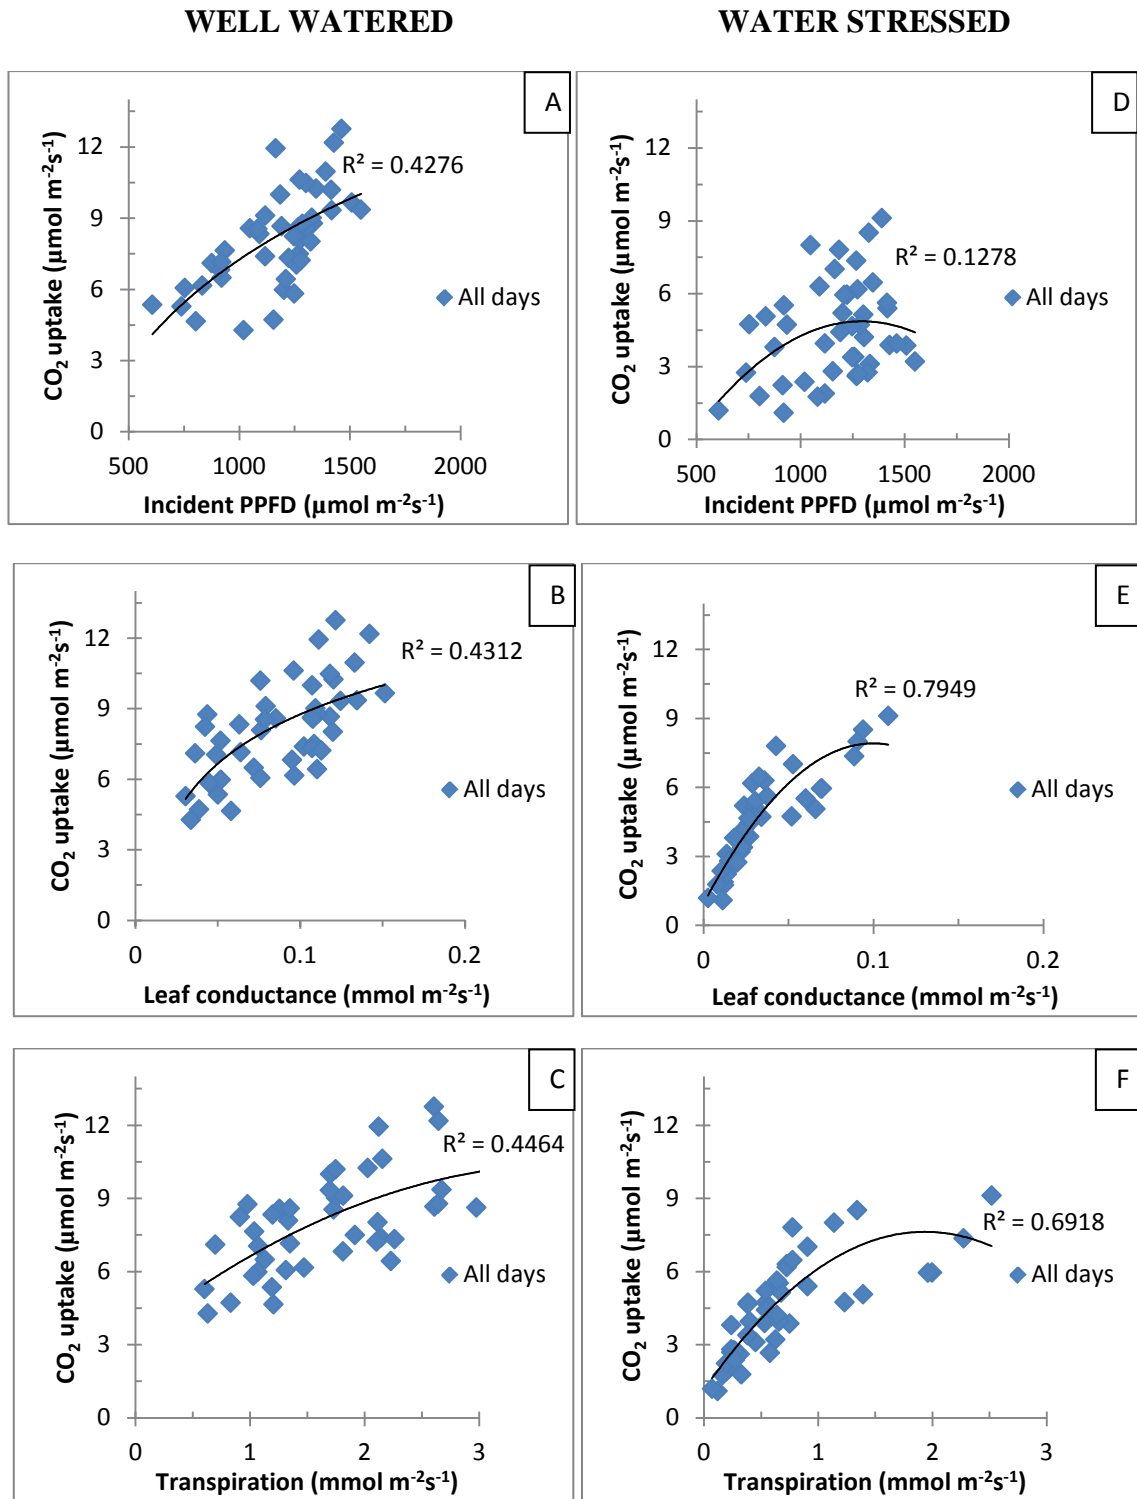 WELL WATERED
WATER STRESSED
A
CO₂ uptake (µmol m⁻²s⁻¹)
12
9
6
3
0
R² = 0.4276
All days
500 1000 1500 2000
Incident PPFD (µmol m⁻²s⁻¹)
D
CO₂ uptake (µmol m⁻²s⁻¹)
12
9
6
3
0
R² = 0.1278
All days
500 1000 1500 2000
Incident PPFD (µmol m⁻²s⁻¹)
B
CO₂ uptake (µmol m⁻²s⁻¹)
12
9
6
3
0
R² = 0.4312
All days
0 0.1 0.2
Leaf conductance (mmol m⁻²s⁻¹)
E
CO₂ uptake (µmol m⁻²s⁻¹)
12
9
6
3
0
R² = 0.7949
All days
0 0.1 0.2
Leaf conductance (mmol m⁻²s⁻¹)
C
CO₂ uptake (µmol m⁻²s⁻¹)
12
9
6
3
0
R² = 0.4464
All days
0 1 2 3
Transpiration (mmol m⁻²s⁻¹)
F
CO₂ uptake (µmol m⁻²s⁻¹)
12
9
6
3
0
R² = 0.6918
All days
0 1 2 3
Transpiration (mmol m⁻²s⁻¹)